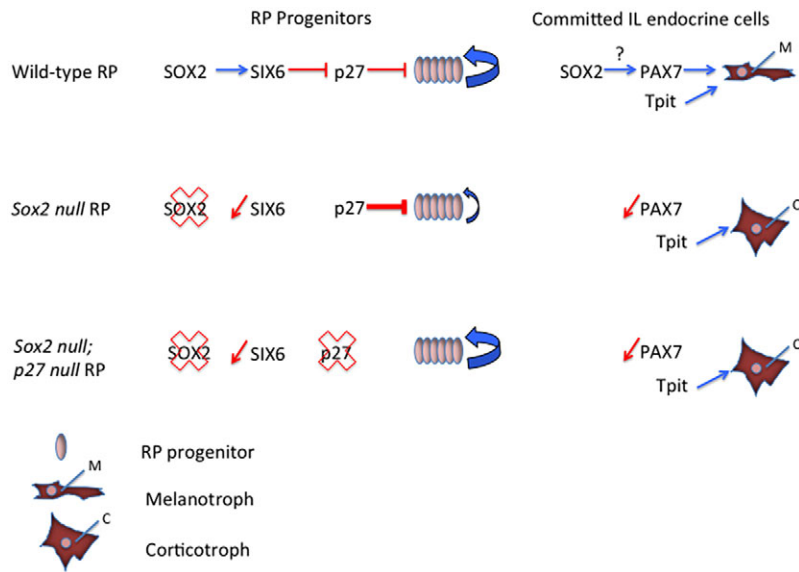 RP Progenitors Committed IL endocrine cells
Wild-type RP SOX2 SIX6 p27 SOX2 ? PAX7 M
Tpit
Sox2 null RP SOX2 SIX6 p27 PAX7 C
Tpit
Sox2 null; SOX2 SIX6 p27 PAX7 C
p27 null RP Tpit
RP progenitor
M
Melanotroph
C
Corticotroph